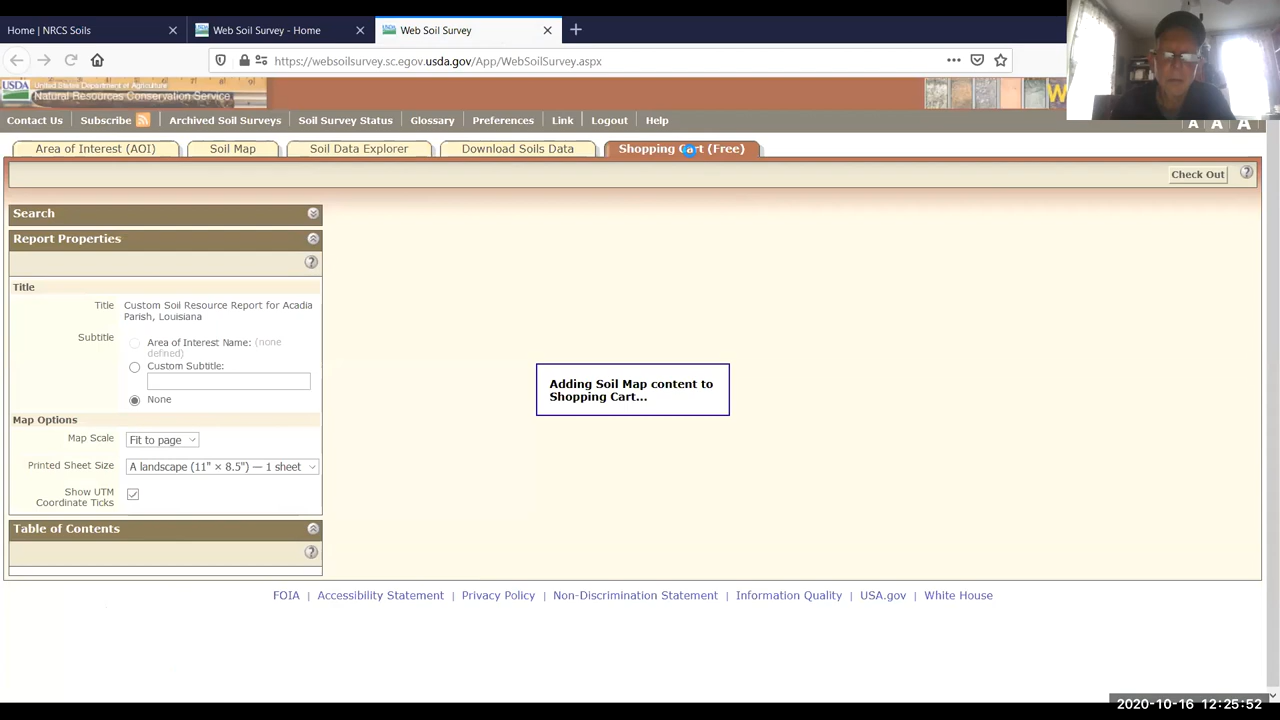 Home | NRCS Soils
Web Soil Survey - Home
Web Soil Survey
https://websoilsurvey.sc.egov.usda.gov/App/WebSoilSurvey.aspx
USDA
United States Department of Agriculture
Natural Resources Conservation Service
W
Contact Us
Subscribe
Archived Soil Surveys
Soil Survey Status
Glossary
Preferences
Link
Logout
Help
A A A
Area of Interest (AOI)
Soil Map
Soil Data Explorer
Download Soils Data
Shopping Cart (Free)
Check Out
Search
Report Properties
Title
Title
Custom Soil Resource Report for Acadia
Parish, Louisiana
Subtitle
Area of Interest Name: (none
defined)
Custom Subtitle:
None
Map Options
Map Scale
Fit to page
Printed Sheet Size
A landscape (11" × 8.5") — 1 sheet
Show UTM
Coordinate Ticks
Table of Contents
Adding Soil Map content to
Shopping Cart...
FOIA | Accessibility Statement | Privacy Policy | Non-Discrimination Statement | Information Quality | USA.gov | White House
2020-10-16 12:25:52